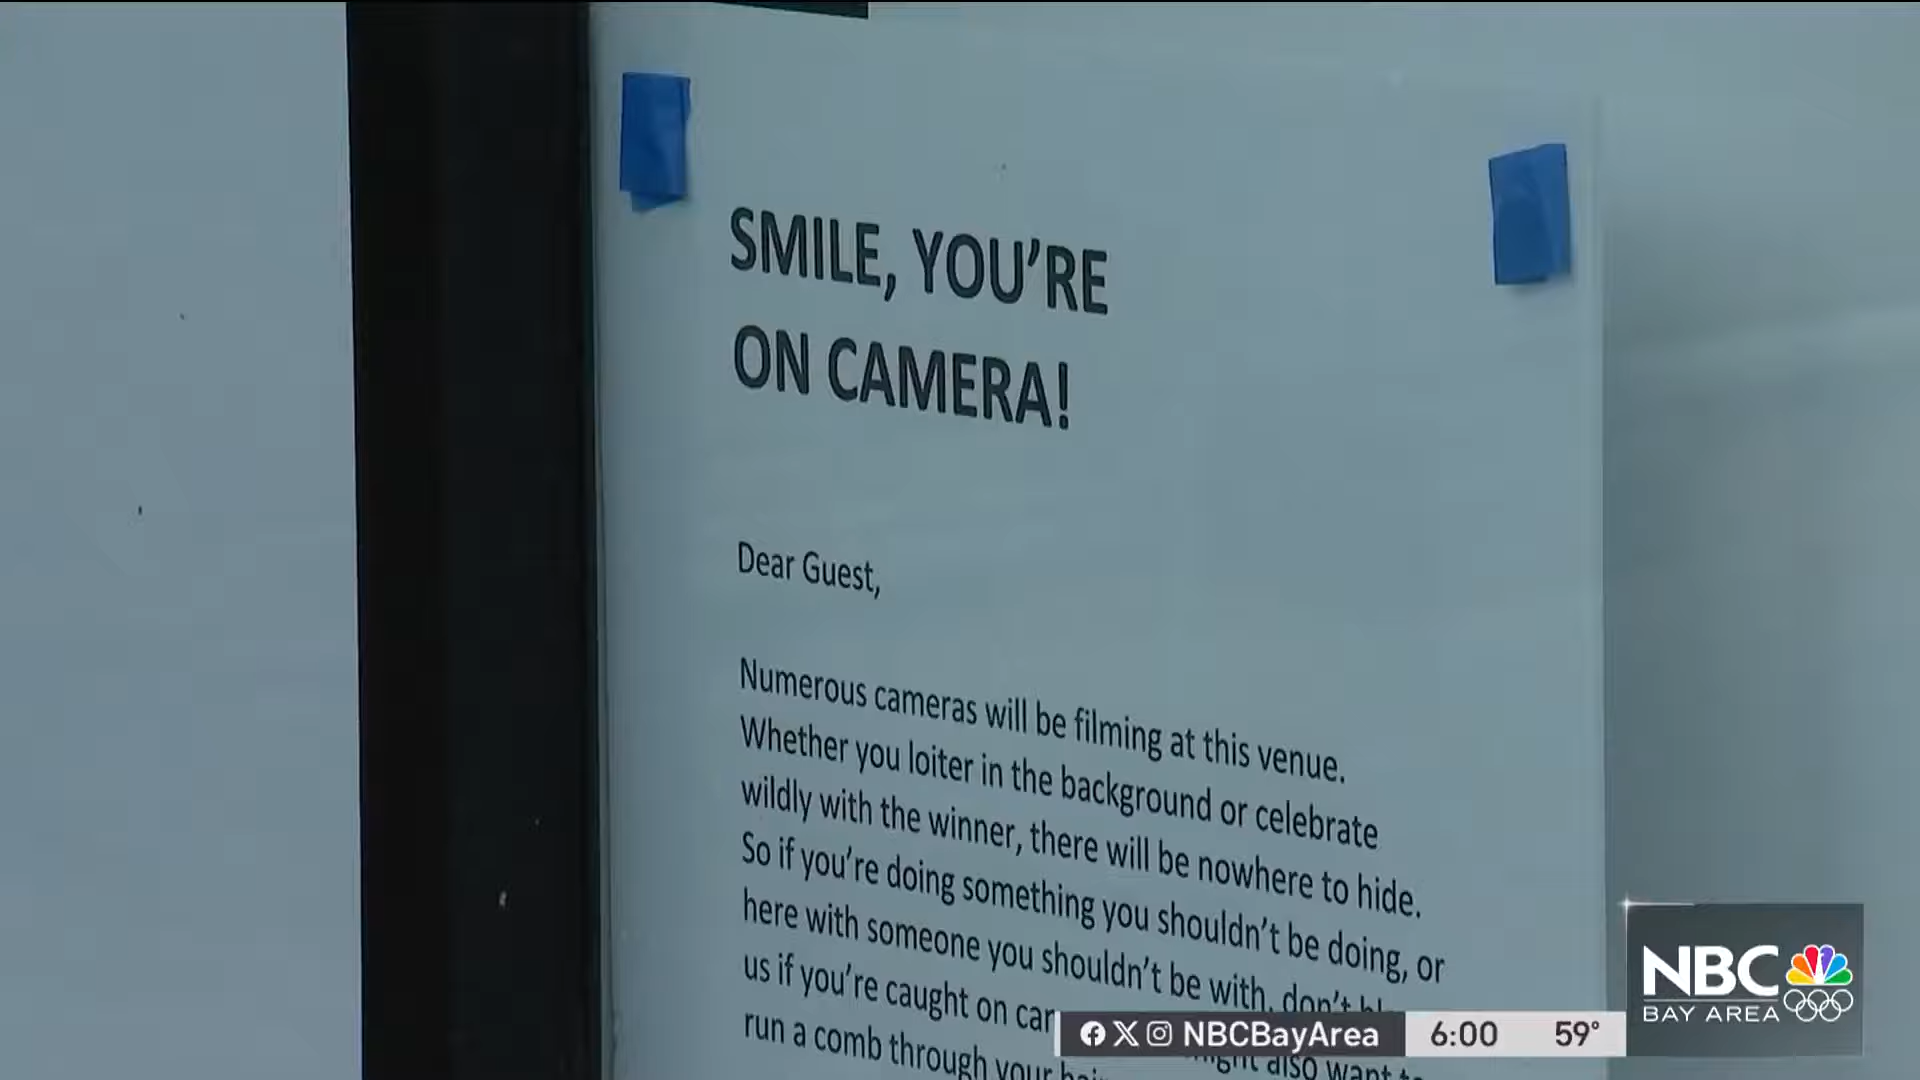 SMILE, YOU'RE
ON CAMERA!
Dear Guest,
Numerous cameras will be filming at this venue.
Whether you loiter in the background or celebrate
wildly with the winner, there will be nowhere to hide.
So if you're doing something you shouldn't be doing, or
here with someone you shouldn't be with, don't
us if you're caught on
run a comb through your also want
NBCBayArea 6:00 59°
NBC
BAY AREA